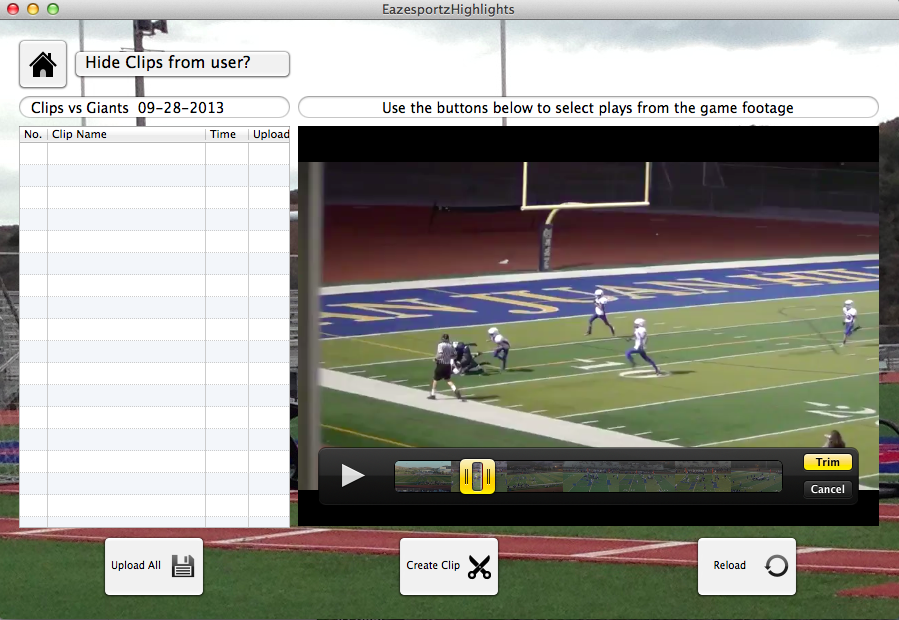 EazesportzHighlights
Hide Clips from user?
Clips vs Giants 09-28-2013
Use the buttons below to select plays from the game footage
No. Clip Name Time Upload
Trim
Cancel
Upload All
Create Clip
Reload